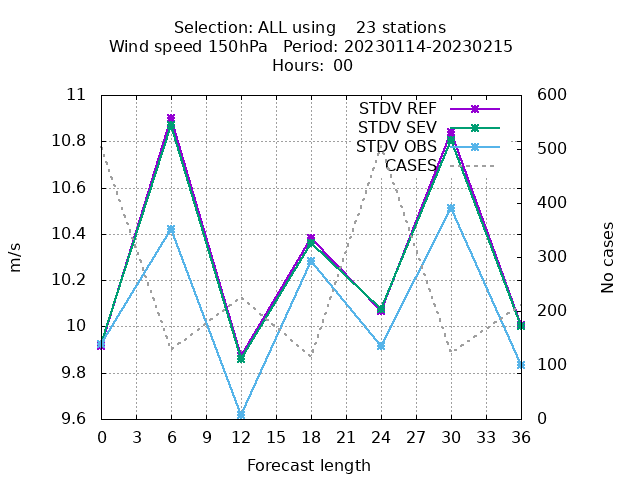 Selection: ALL using    23 stations
Wind speed 150hPa   Period: 20230114-20230215
Hours:  00
STDV REF
STDV SEV
STDV OBS
CASES
11
10.8
10.6
10.4
10.2
10
9.8
9.6
m/s
600
500
400
300
200
100
0
No cases
0 3 6 9 12 15 18 21 24 27 30 33 36
Forecast length